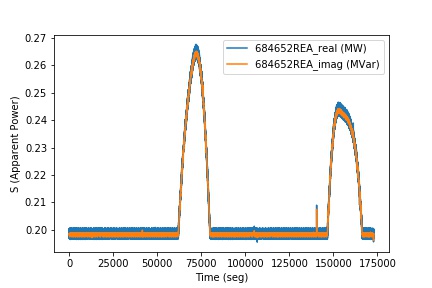 0.27
0.26
0.25
0.24
0.23
0.22
0.21
0.20
S (Apparent Power)
684652REA_real (MW)
684652REA_imag (MVar)
0 25000 50000 75000 100000 125000 150000 175000
Time (seg)